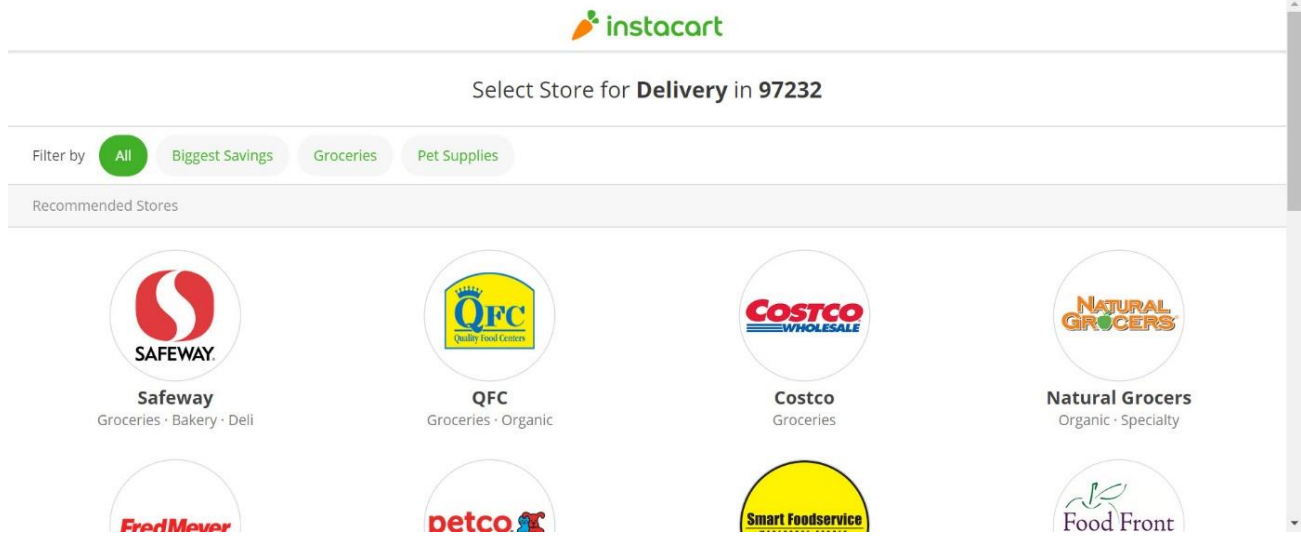 instacart
Select Store for Delivery in 97232
Filter by All Biggest Savings Groceries Pet Supplies
Recommended Stores
SAFEWAY.
QFC
Quality Food Centers
COSTCO
WHOLESALE
NATURAL
GROCERS
Safeway
QFC
Costco
Natural Grocers
Groceries · Bakery · Deli
Groceries · Organic
Groceries
Organic · Specialty
Fred Meyer
petco
Smart Foodservice
Food Front